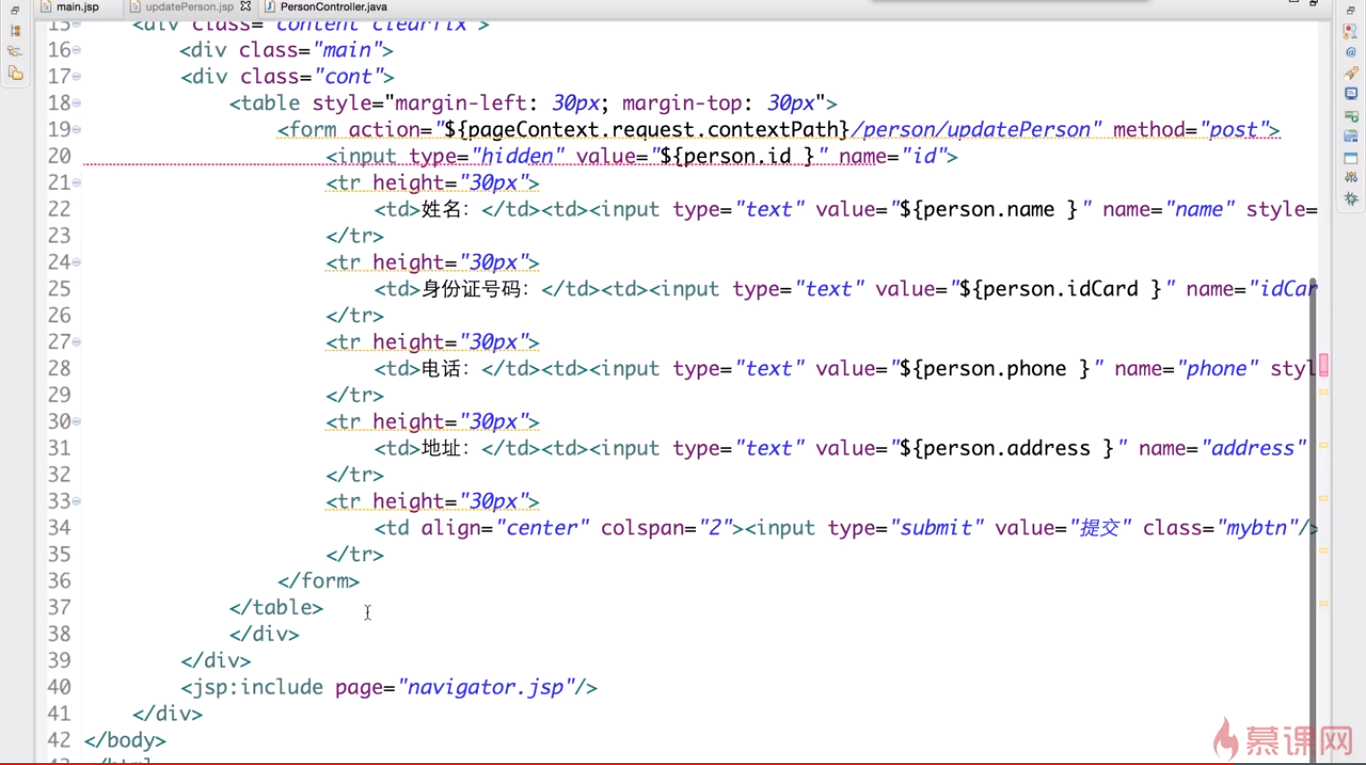 main.jsp updatePerson.jsp PersonController.java
15 <div class="content clearfix">
16 <div class="main">
17 <div class="cont">
18 <table style="margin-left: 30px; margin-top: 30px">
19 <form action="${pageContext.request.contextPath}/person/updatePerson" method="post">
20 <input type="hidden" value="${person.id }" name="id">
21 <tr height="30px">
22 <td>姓名：</td><td><input type="text" value="${person.name }" name="name" style=
23 </tr>
24 <tr height="30px">
25 <td>身份证号码：</td><td><input type="text" value="${person.idCard }" name="idCar
26 </tr>
27 <tr height="30px">
28 <td>电话：</td><td><input type="text" value="${person.phone }" name="phone" styl
29 </tr>
30 <tr height="30px">
31 <td>地址：</td><td><input type="text" value="${person.address }" name="address"
32 </tr>
33 <tr height="30px">
34 <td align="center" colspan="2"><input type="submit" value="提交" class="mybtn"/>
35 </tr>
36 </form>
37 </table>
38 </div>
39 </div>
40 <jsp:include page="navigator.jsp"/>
41 </div>
42 </body>
慕课网